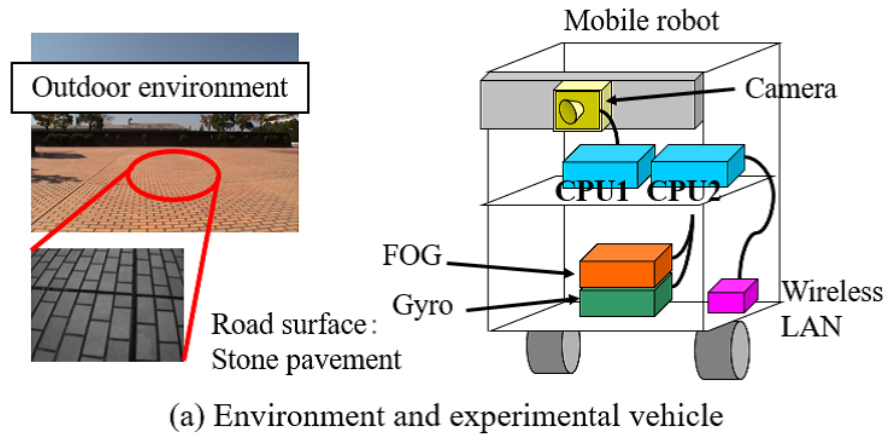 Mobile robot
Outdoor environment
Camera
CPU1 CPU2
FOG
Gyro
Wireless
LAN
Road surface:
Stone pavement
(a) Environment and experimental vehicle